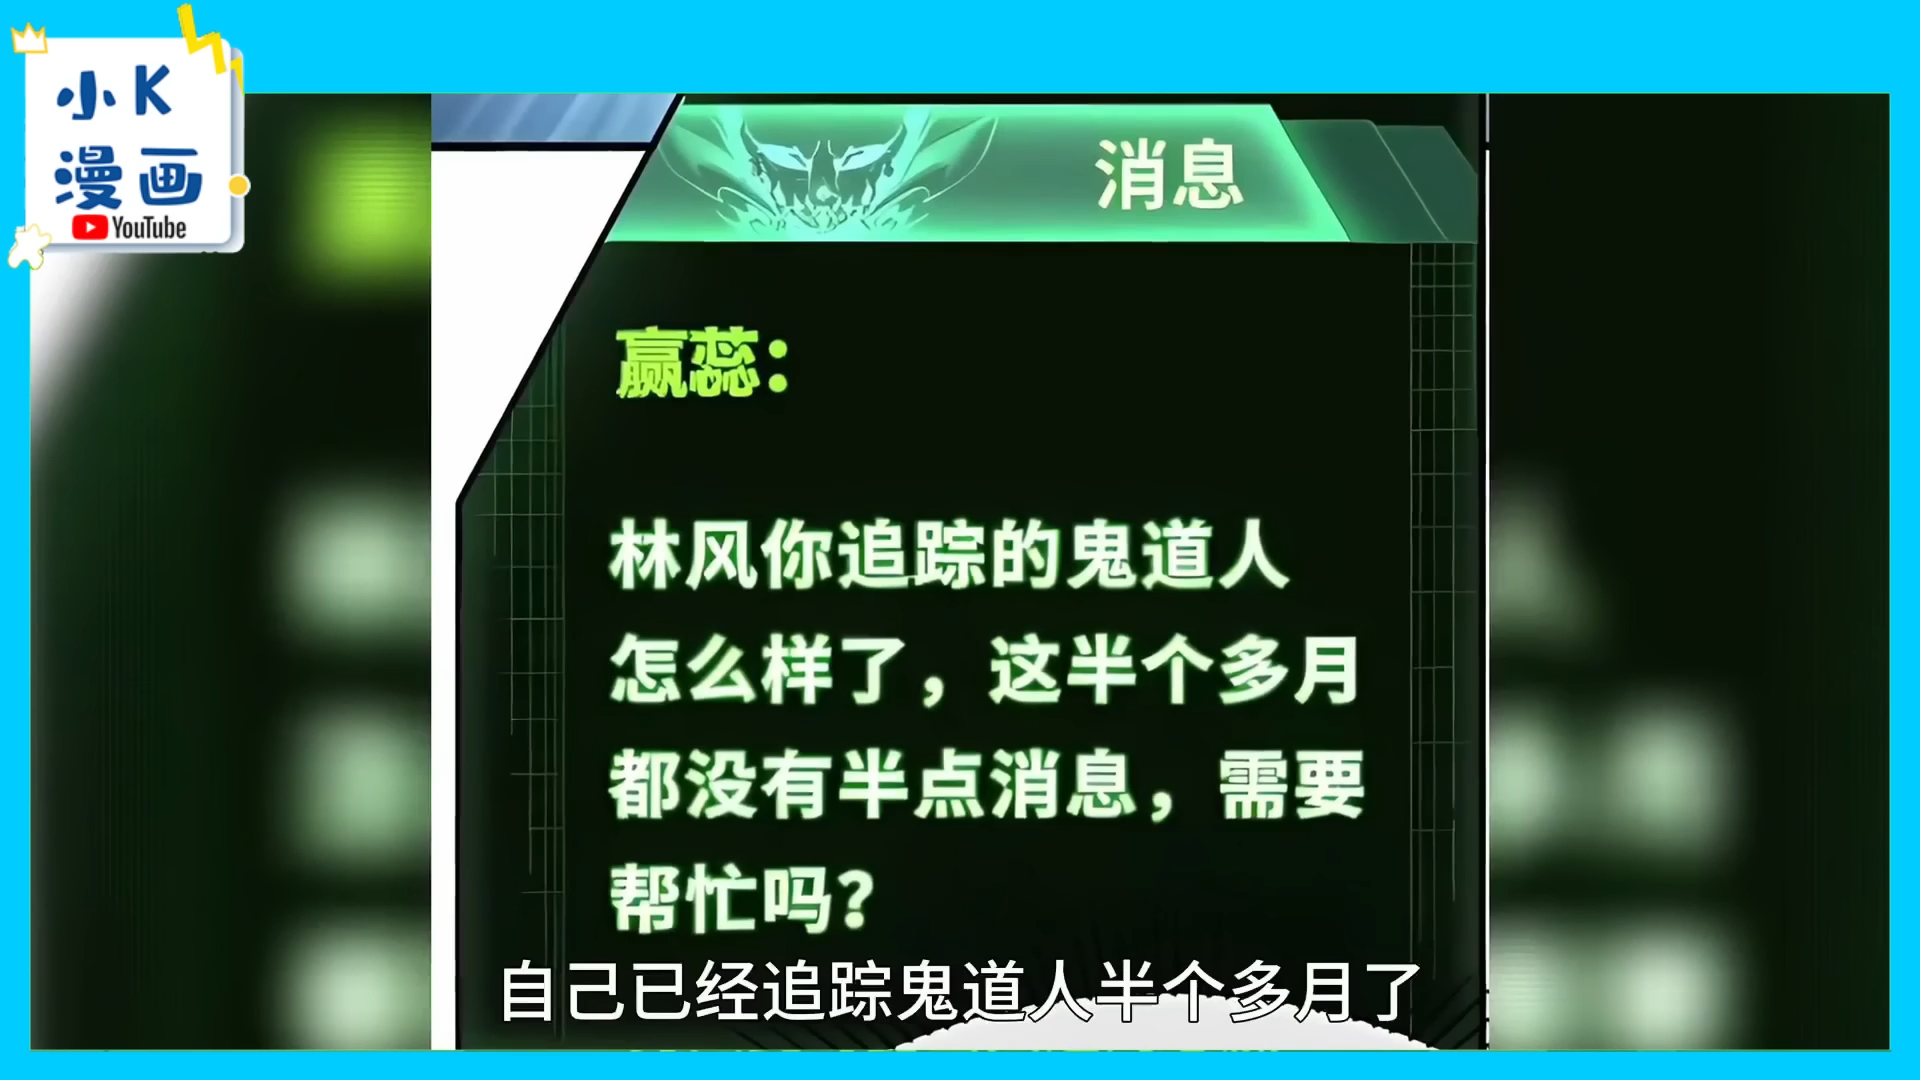 小K
漫画
YouTube
消息
赢蕊：
林风你追踪的鬼道人
怎么样了，这半个多月
都没有半点消息，需要
帮忙吗？
自己已经追踪鬼道人半个多月了